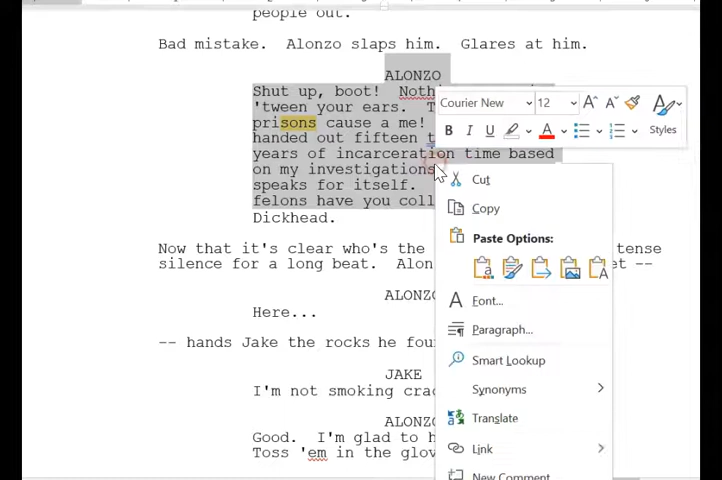 people out.
Bad mistake.  Alonzo slaps him.  Glares at him.
ALONZO
Shut up, boot!  Noth
'tween your ears.  T
prisons cause a me!
handed out fifteen t
years of incarceration time based
on my investigations
speaks for itself.
felons have you coll
Dickhead.
Now that it's clear who's the tense
silence for a long beat.  Alon et --
ALONZO
Here...
-- hands Jake the rocks he fou
JAKE
I'm not smoking crac
ALONZO
Good.  I'm glad to h
Toss 'em in the glov
Courier New 12
B I U A Styles
Cut
Copy
Paste Options:
Font...
Paragraph...
Smart Lookup
Synonyms
Translate
Link
New Comment